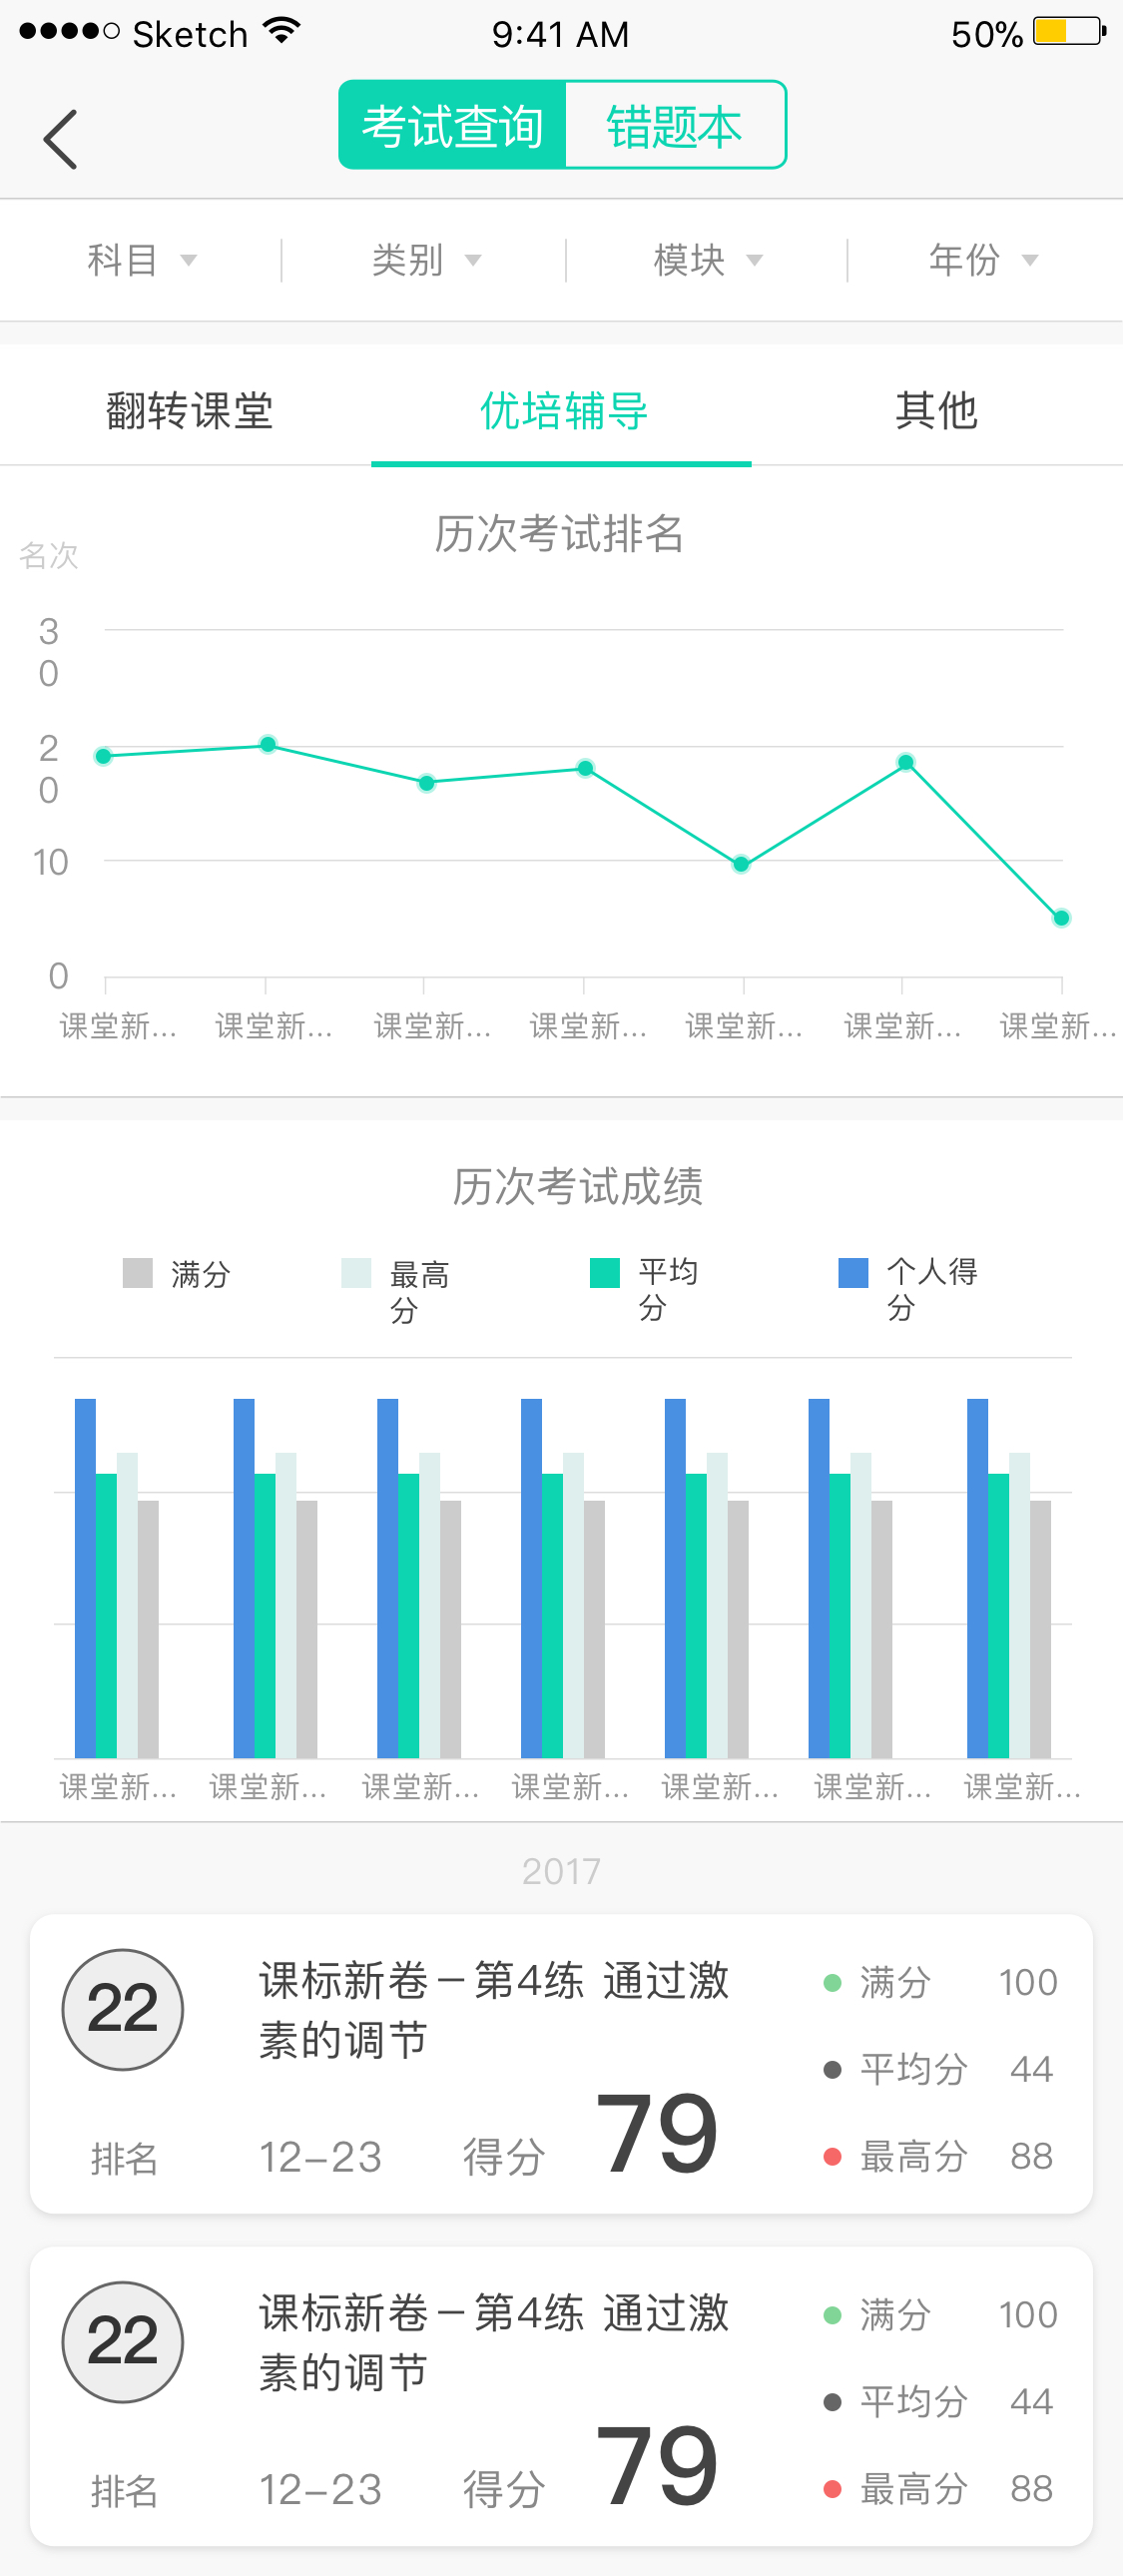 Sketch 9:41 AM 50%
考试查询 错题本
科目 类别 模块 年份
翻转课堂 优培辅导 其他
历次考试排名
名次
3
0
2
0
10
0
课堂新... 课堂新... 课堂新... 课堂新... 课堂新... 课堂新... 课堂新...
历次考试成绩
满分
最高
分
平均
分
个人得
分
课堂新... 课堂新... 课堂新... 课堂新... 课堂新... 课堂新... 课堂新...
2017
22
排名
课标新卷－第4练 通过激
素的调节
12-23 得分 79
满分 100
平均分 44
最高分 88
22
排名
课标新卷－第4练 通过激
素的调节
12-23 得分 79
满分 100
平均分 44
最高分 88